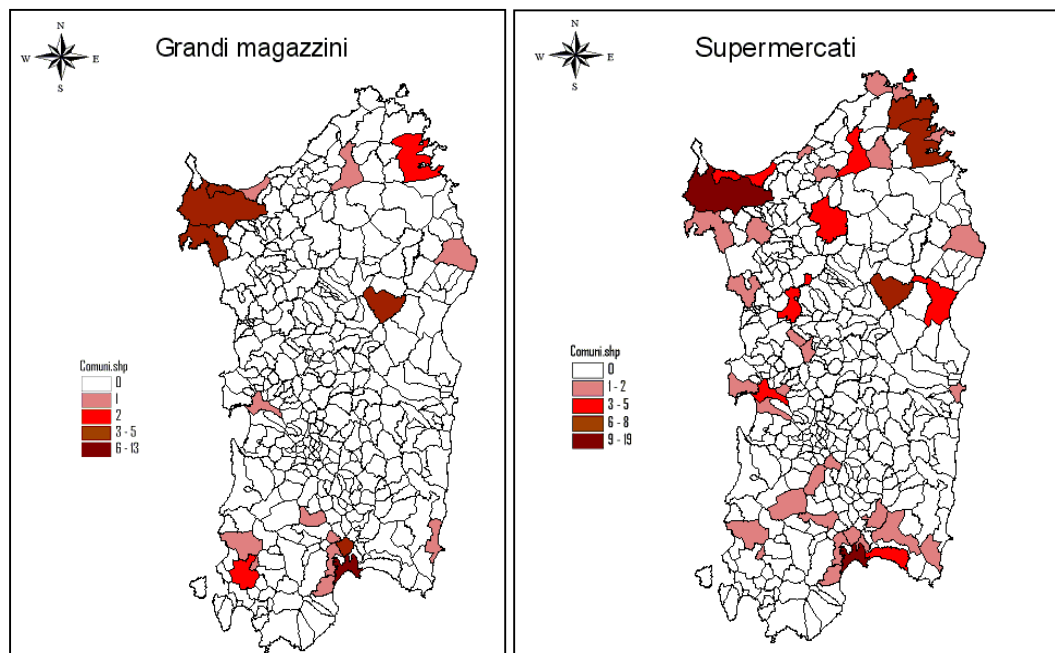 N
W E
S
Grandi magazzini
Comuni.shp
0
1
2
3 - 5
6 - 13
N
W E
S
Supermercati
Comuni.shp
0
1 - 2
3 - 5
6 - 8
9 - 19